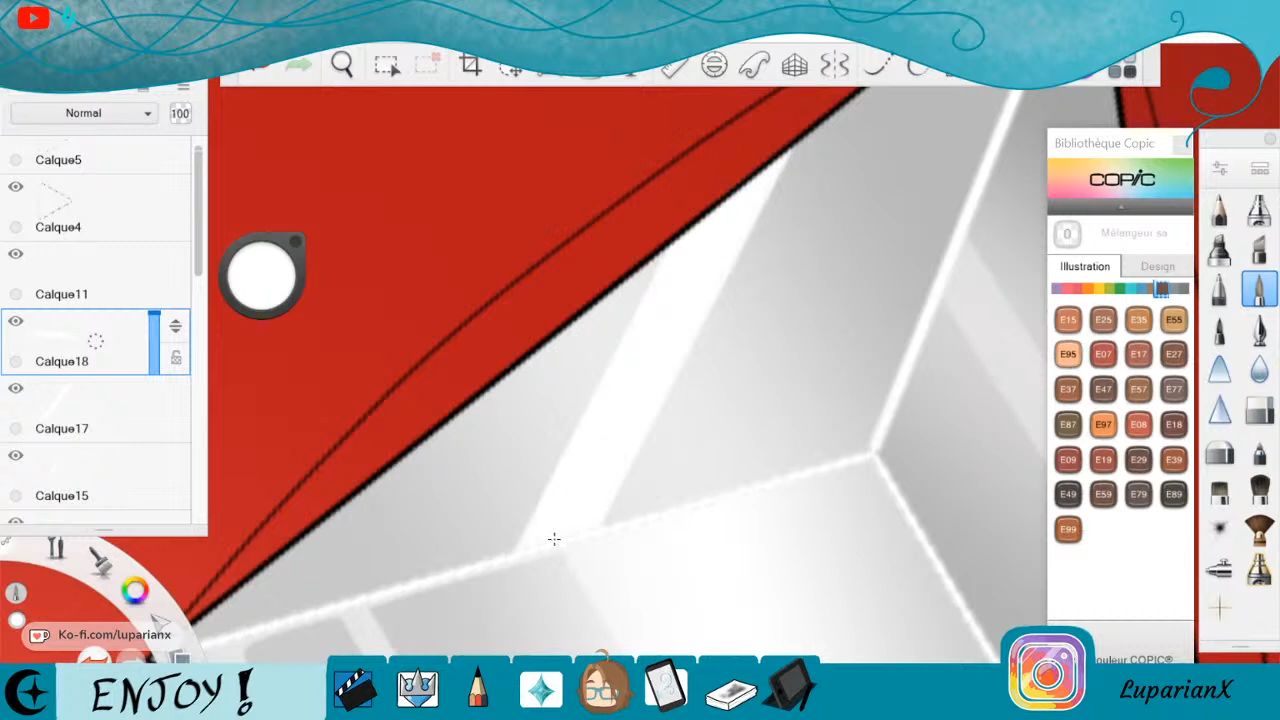 Normal
100
Calque5
Calque4
Calque11
Calque18
Calque17
Calque15
Bibliothèque Copic
COPIC
0 Mélangeur sa
Illustration Design
E15 E25 E35 E55
E95 E07 E17 E27
E37 E47 E57 E77
E87 E97 E08 E18
E09 E19 E29 E39
E49 E59 E79 E89
E99
ouleur COPIC®
Ko-fi.com/luparianx
ENJOY !
LuparianX